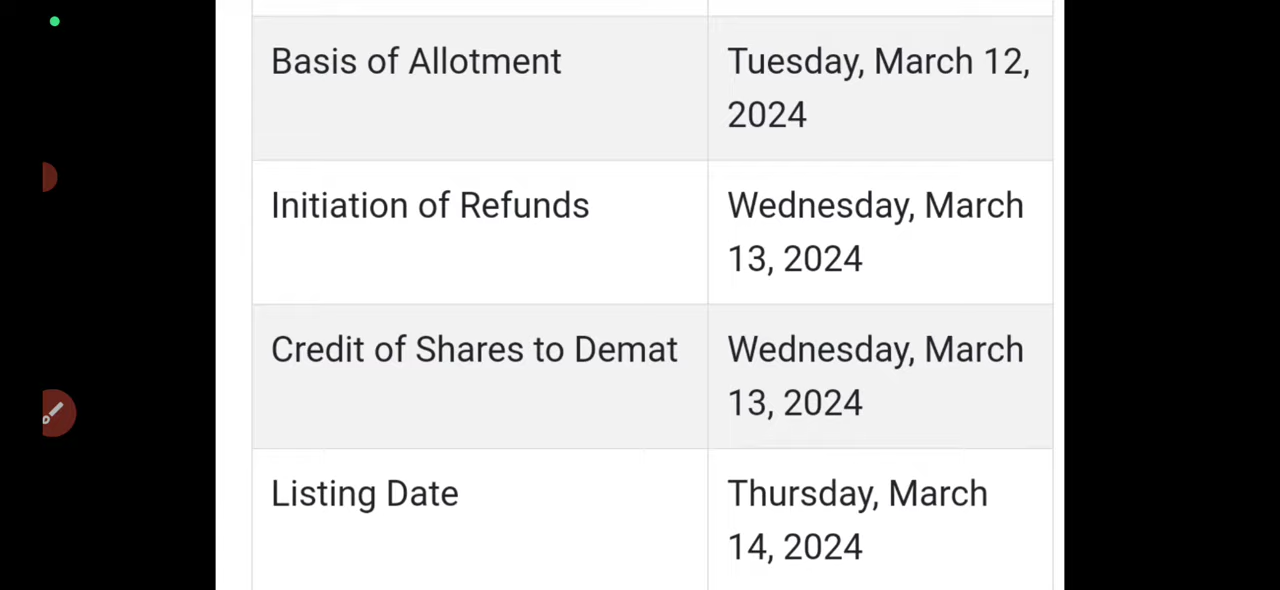 Basis of Allotment
Tuesday, March 12,
2024
Initiation of Refunds
Wednesday, March
13, 2024
Credit of Shares to Demat
Wednesday, March
13, 2024
Listing Date
Thursday, March
14, 2024